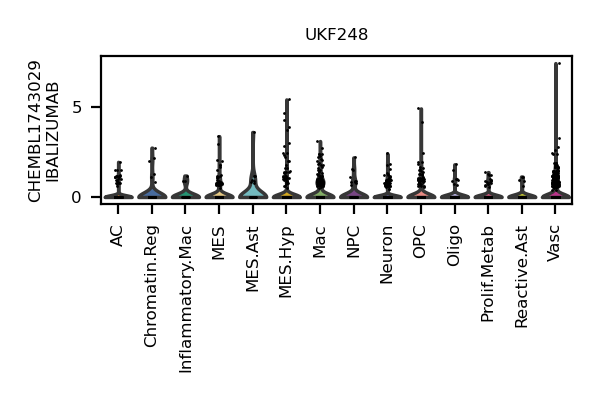 UKF248
CHEMBL1743029
IBALIZUMAB
5
0
AC
Chromatin.Reg
Inflammatory.Mac
MES
MES.Ast
MES.Hyp
Mac
NPC
Neuron
OPC
Oligo
Prolif.Metab
Reactive.Ast
Vasc